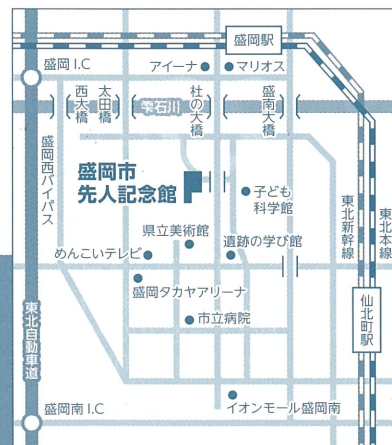 盛岡駅
盛岡 I.C
アイーナ
マリオス
西大橋
太田橋
雫石川
杜の大橋
盛南大橋
盛岡西バイパス
盛岡市
先人記念館
子ども
科学館
東北新幹線
東北本線
県立美術館
めんこいテレビ
遺跡の学び館
盛岡タカヤアリーナ
仙北町駅
東北自動車道
市立病院
イオンモール盛岡南
盛岡南 I.C